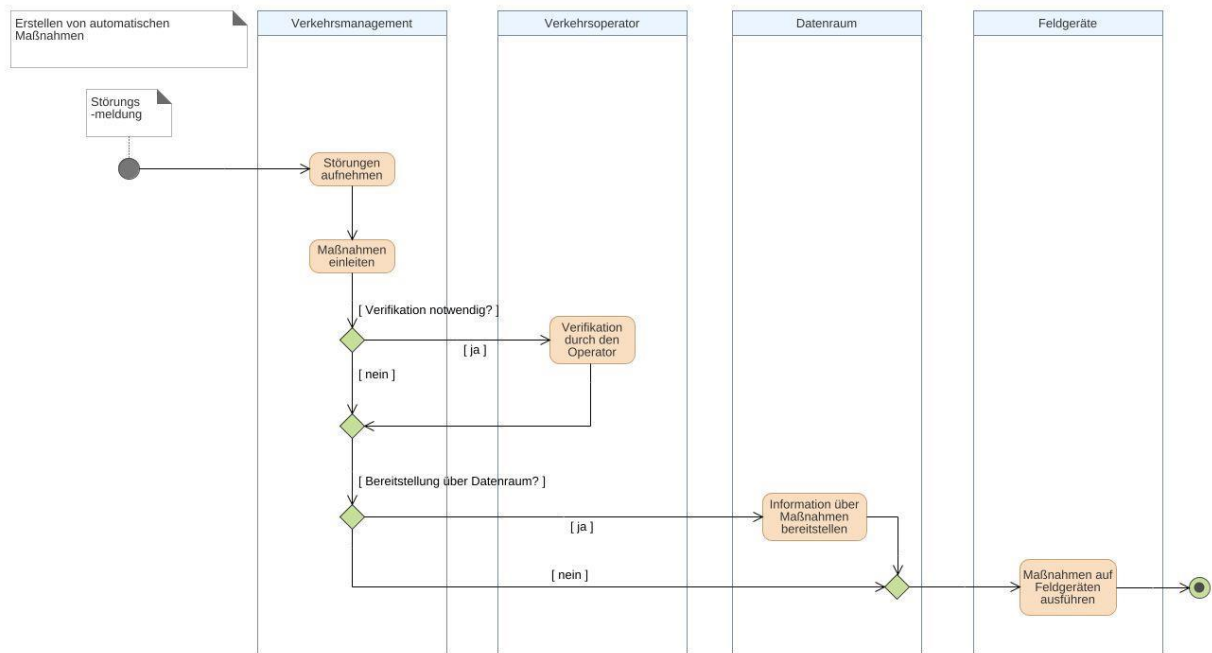 Erstellen von automatischen
Maßnahmen
Verkehrsmanagement
Verkehrsoperator
Datenraum
Feldgeräte
Störungs
-meldung
Störungen
aufnehmen
Maßnahmen
einleiten
[ Verifikation notwendig? ]
[ ja ]
Verifikation
durch den
Operator
[ nein ]
[ Bereitstellung über Datenraum? ]
[ ja ]
Information über
Maßnahmen
bereitstellen
[ nein ]
Maßnahmen auf
Feldgeräten
ausführen